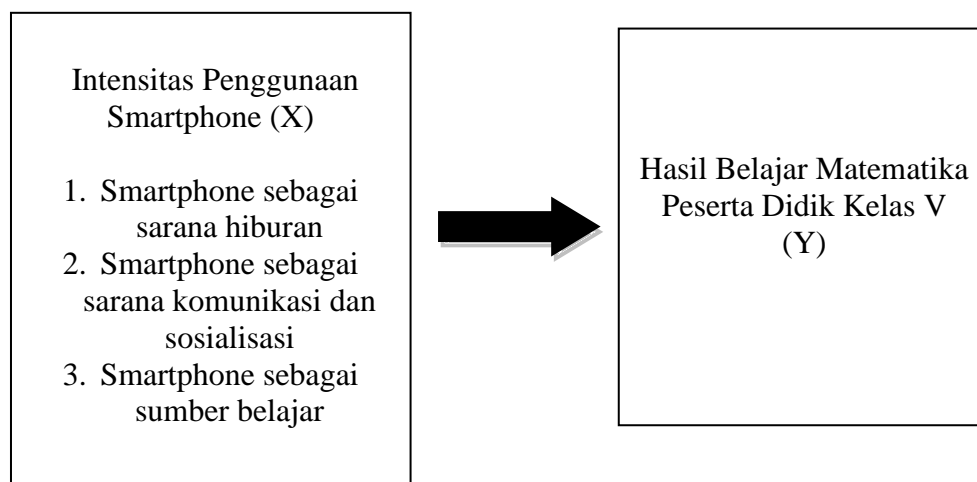 Intensitas Penggunaan
Smartphone (X)
1. Smartphone sebagai
sarana hiburan
2. Smartphone sebagai
sarana komunikasi dan
sosialisasi
3. Smartphone sebagai
sumber belajar
Hasil Belajar Matematika
Peserta Didik Kelas V
(Y)